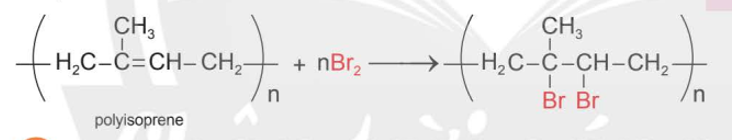 CH₃ CH₃
H₂C-C=CH-CH₂ + nBr₂ → H₂C-C-CH-CH₂
n Br Br n
polyisoprene